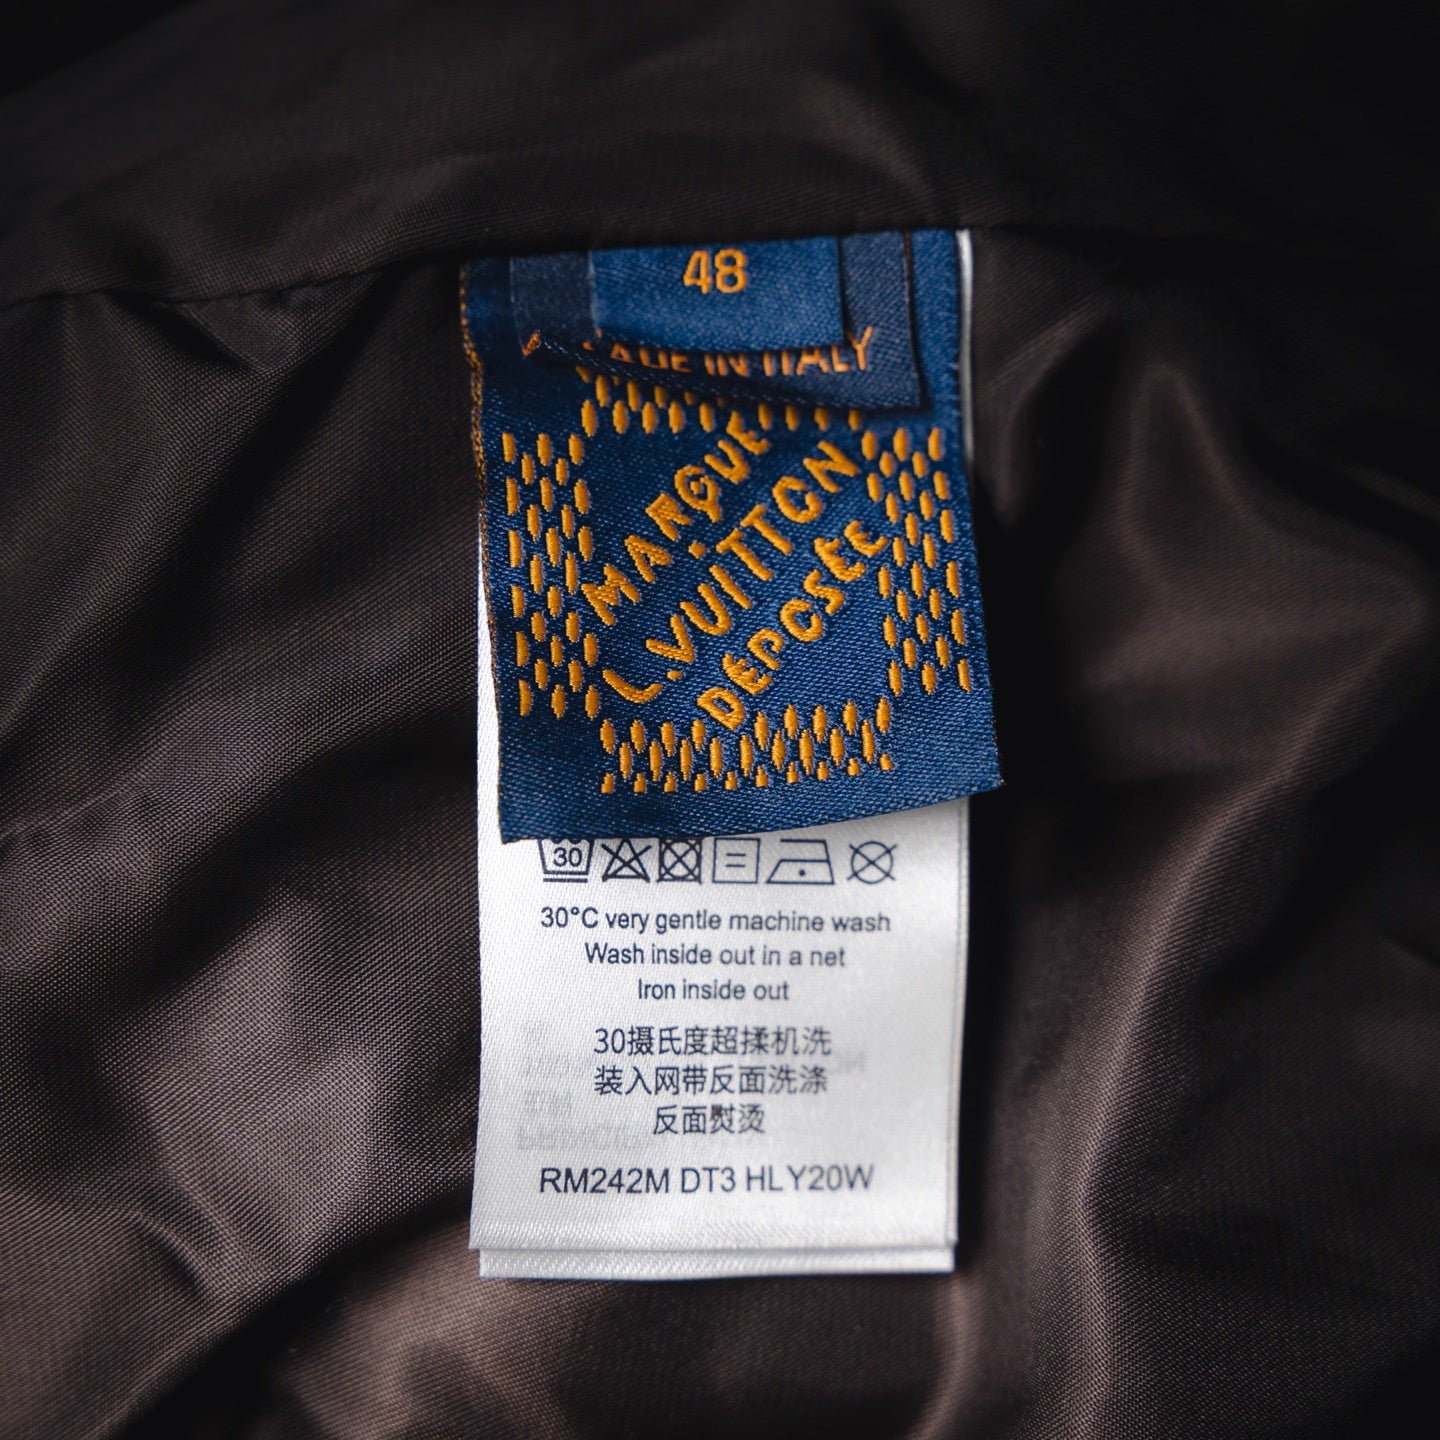 48
MADE IN ITALY
MARQUE
L.VUITTON
DEPOSÉE
30
30°C very gentle machine wash
Wash inside out in a net
Iron inside out
30摄氏度超揉机洗
装入网带反面洗涤
反面熨烫
RM242M DT3 HLY20W